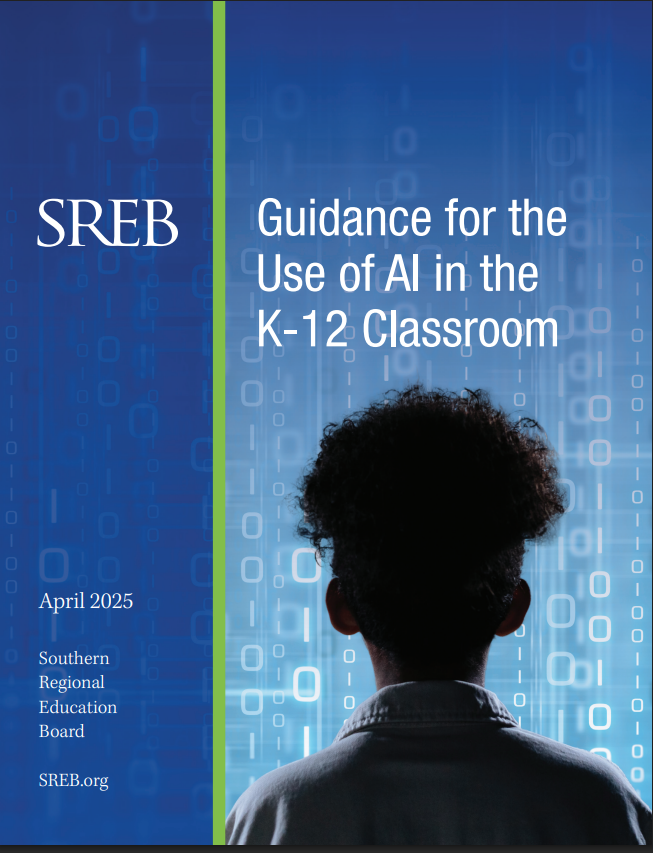 SREB
Guidance for the
Use of AI in the
K-12 Classroom
April 2025
Southern
Regional
Education
Board
SREB.org